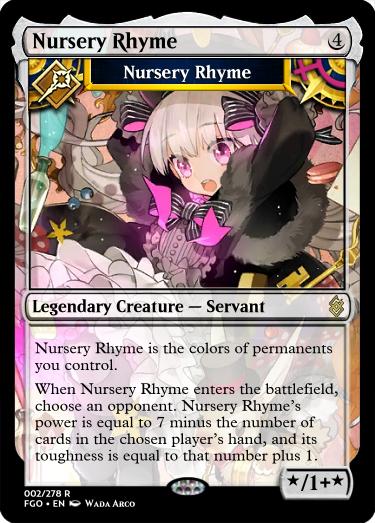 Nursery Rhyme 4
Nursery Rhyme
Legendary Creature — Servant
Nursery Rhyme is the colors of permanents
you control.
When Nursery Rhyme enters the battlefield,
choose an opponent. Nursery Rhyme's
power is equal to 7 minus the number of
cards in the chosen player's hand, and its
toughness is equal to that number plus 1.
★/1+★
002/278 R
FGO • EN Wada Arco